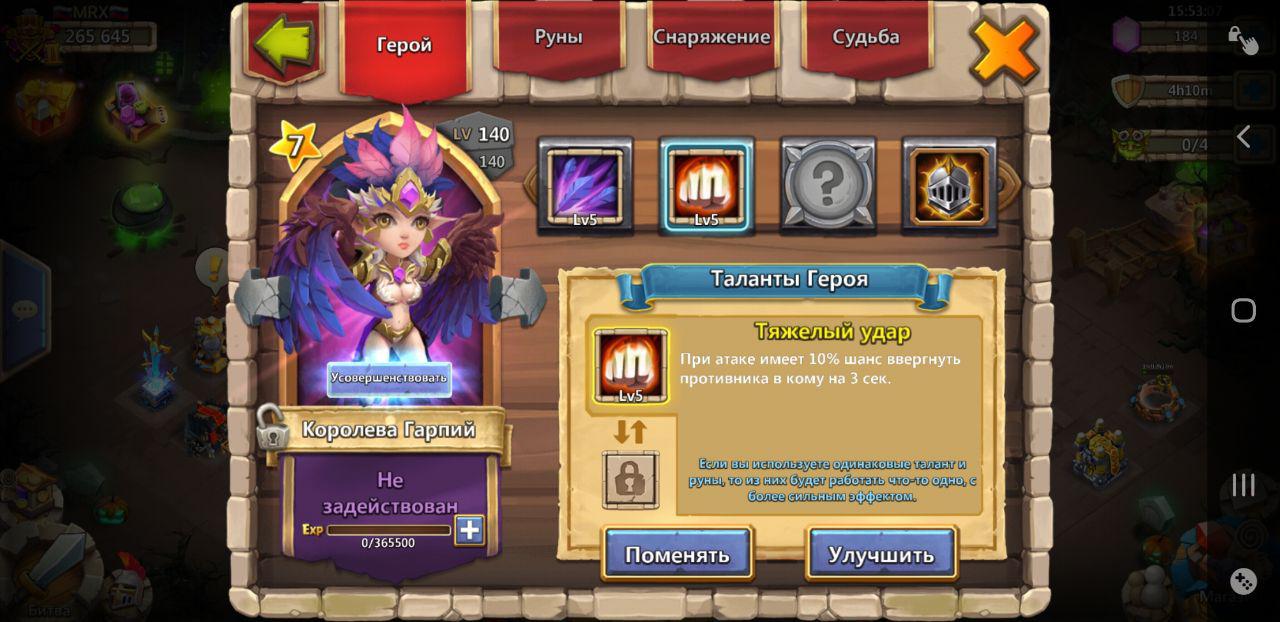 MRX
265 645
Герой
Руны
Снаряжение
Судьба
15:53:07
184
4h10m
0/4
7
LV 140
140
Lv5
Lv5
?
Усовершенствовать
Королева Гарпий
Не
задействован
Exp
0/365500
Таланты Героя
Тяжелый удар
При атаке имеет 10% шанс ввергнуть
противника в кому на 3 сек.
Lv5
Если вы используете одинаковые талант и
руны, то из них будет работать что-то одно, с
более сильным эффектом.
Поменять
Улучшить
Битва